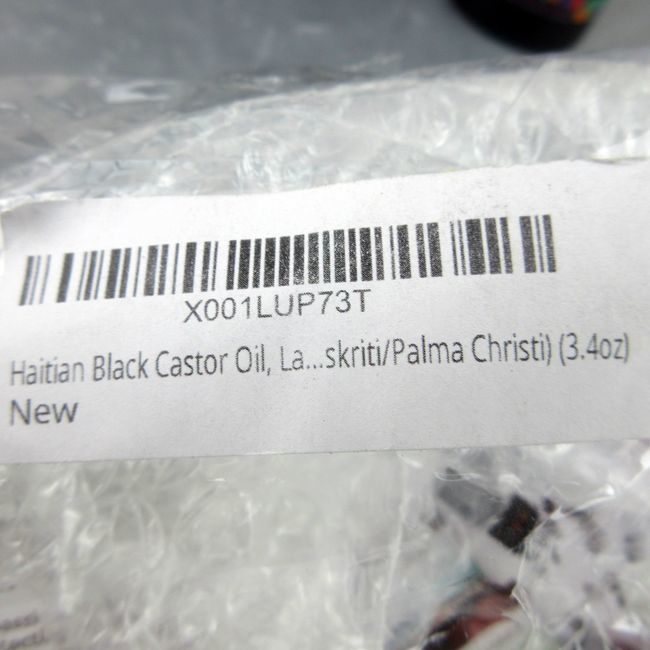 X001LUP73T
Haitian Black Castor Oil, La...skriti/Palma Christi) (3.4oz)
New